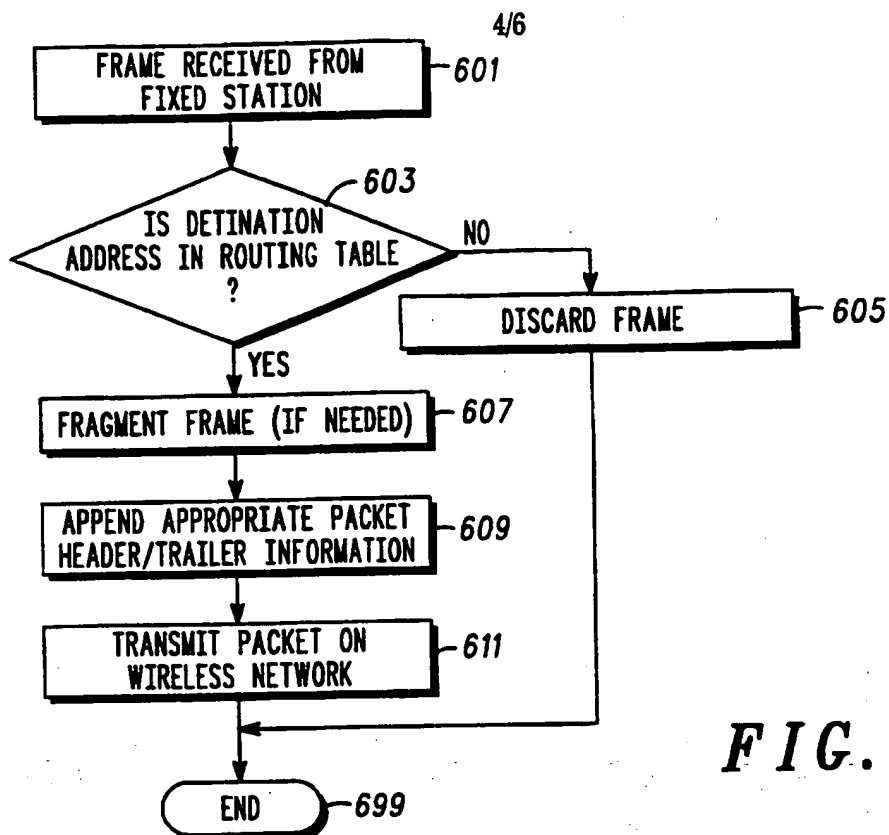 4/6
FRAME RECEIVED FROM
FIXED STATION
601
603
IS DETINATION
ADDRESS IN ROUTING TABLE
?
NO
DISCARD FRAME
605
YES
FRAGMENT FRAME (IF NEEDED)
607
APPEND APPROPRIATE PACKET
HEADER/TRAILER INFORMATION
609
TRANSMIT PACKET ON
WIRELESS NETWORK
611
FIG.
END
699